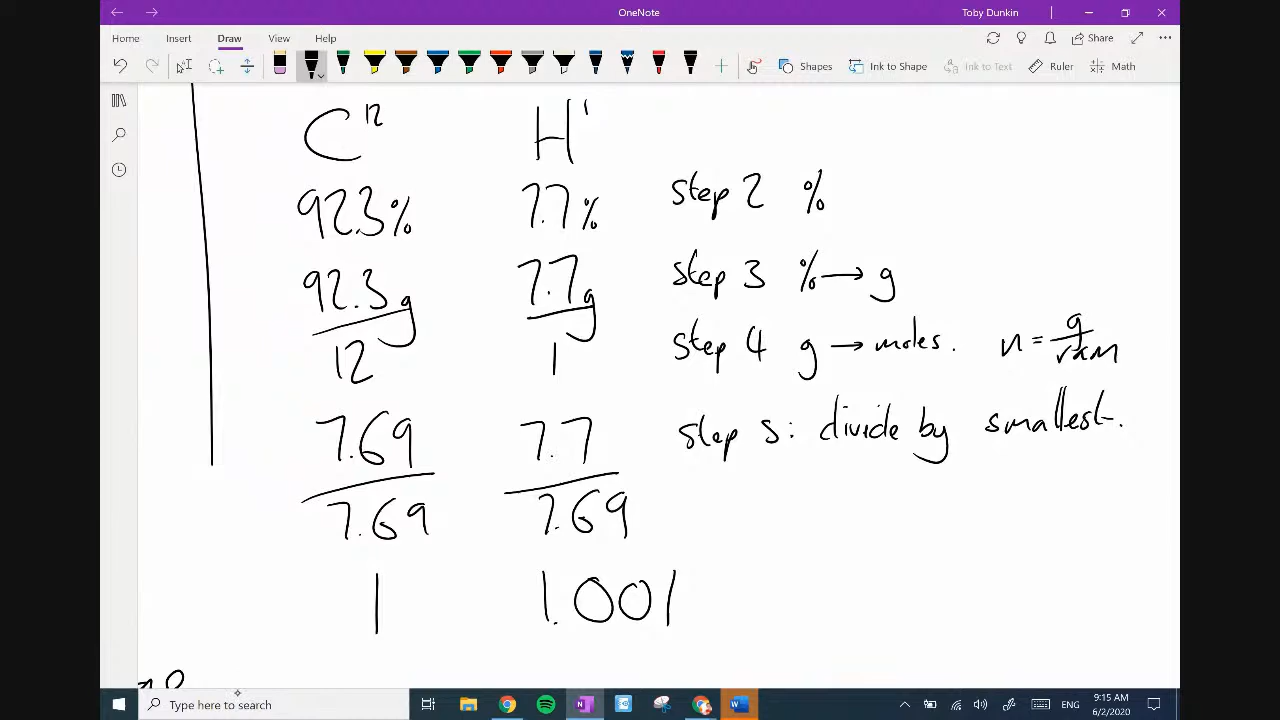 OneNote
Toby Dunkin
Home Insert Draw View Help
Share
Shapes Ink to Shape Ink to Text Ruler Math
C¹² H¹
92.3% 7.7% step 2 %
92.3g 7.7g step 3 % → g
12 1 step 4 g → moles. n = g/ram
7.69 7.7 step 5: divide by smallest.
7.69 7.69
1 1.001
Type here to search
ENG
9:15 AM
6/2/2020